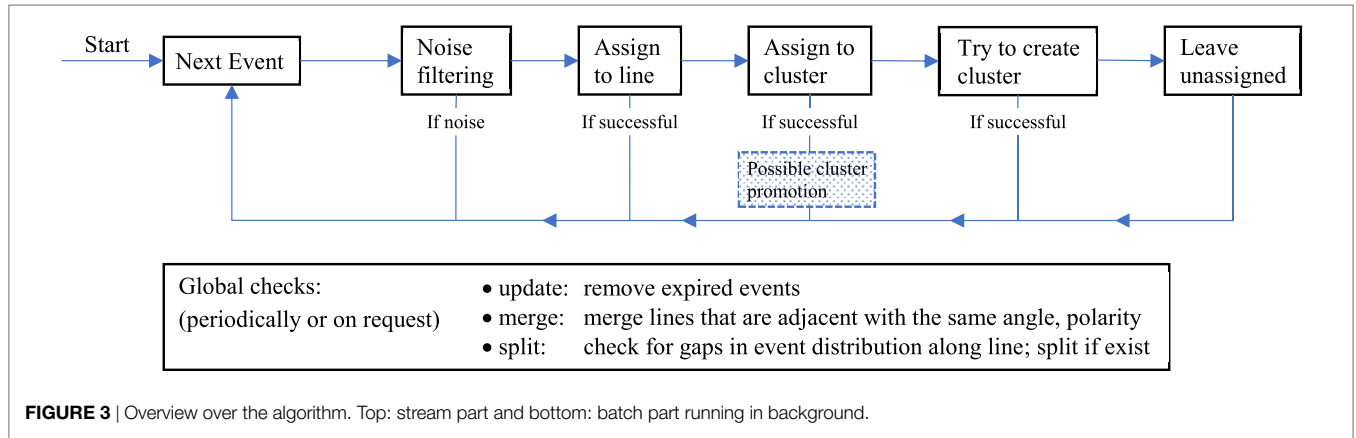 Start
Next Event
Noise
filtering
Assign
to line
Assign to
cluster
Try to create
cluster
Leave
unassigned
If noise
If successful
If successful
If successful
Possible cluster
promotion
Global checks:
(periodically or on request)
• update: remove expired events
• merge: merge lines that are adjacent with the same angle, polarity
• split: check for gaps in event distribution along line; split if exist
FIGURE 3 | Overview over the algorithm. Top: stream part and bottom: batch part running in background.